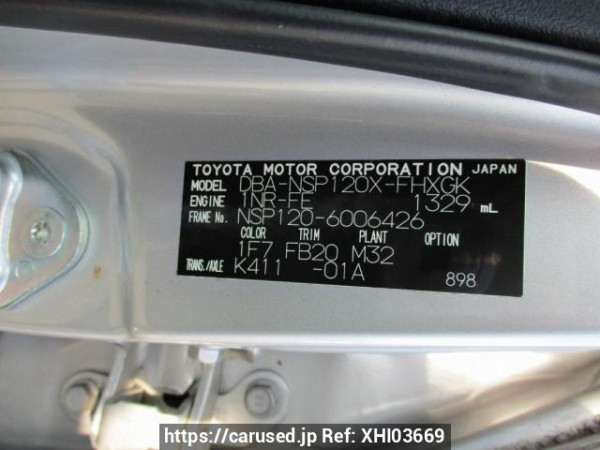 TOYOTA MOTOR CORPORATION JAPAN
MODEL DBA-NSP120X-FHXGK
ENGINE 1NR-FE 1329 mL
FRAME No. NSP120-6006426
COLOR TRIM PLANT OPTION
1F7 FB20 M32
TRANS./AXLE K411 -01A
898
https://carused.jp Ref: XHI03669